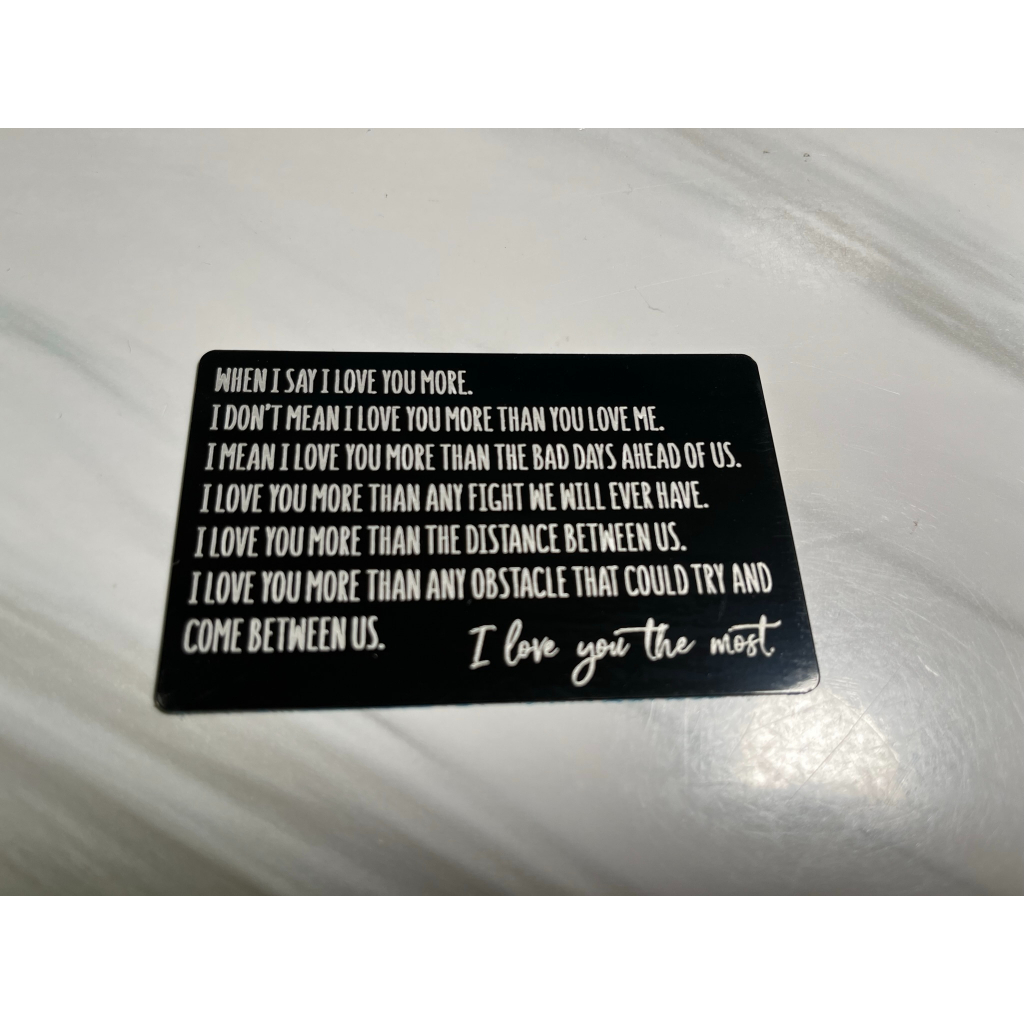 WHEN I SAY I LOVE YOU MORE.
I DON'T MEAN I LOVE YOU MORE THAN YOU LOVE ME.
I MEAN I LOVE YOU MORE THAN THE BAD DAYS AHEAD OF US.
I LOVE YOU MORE THAN ANY FIGHT WE WILL EVER HAVE.
I LOVE YOU MORE THAN THE DISTANCE BETWEEN US.
I LOVE YOU MORE THAN ANY OBSTACLE THAT COULD TRY AND
COME BETWEEN US.
I love you the most